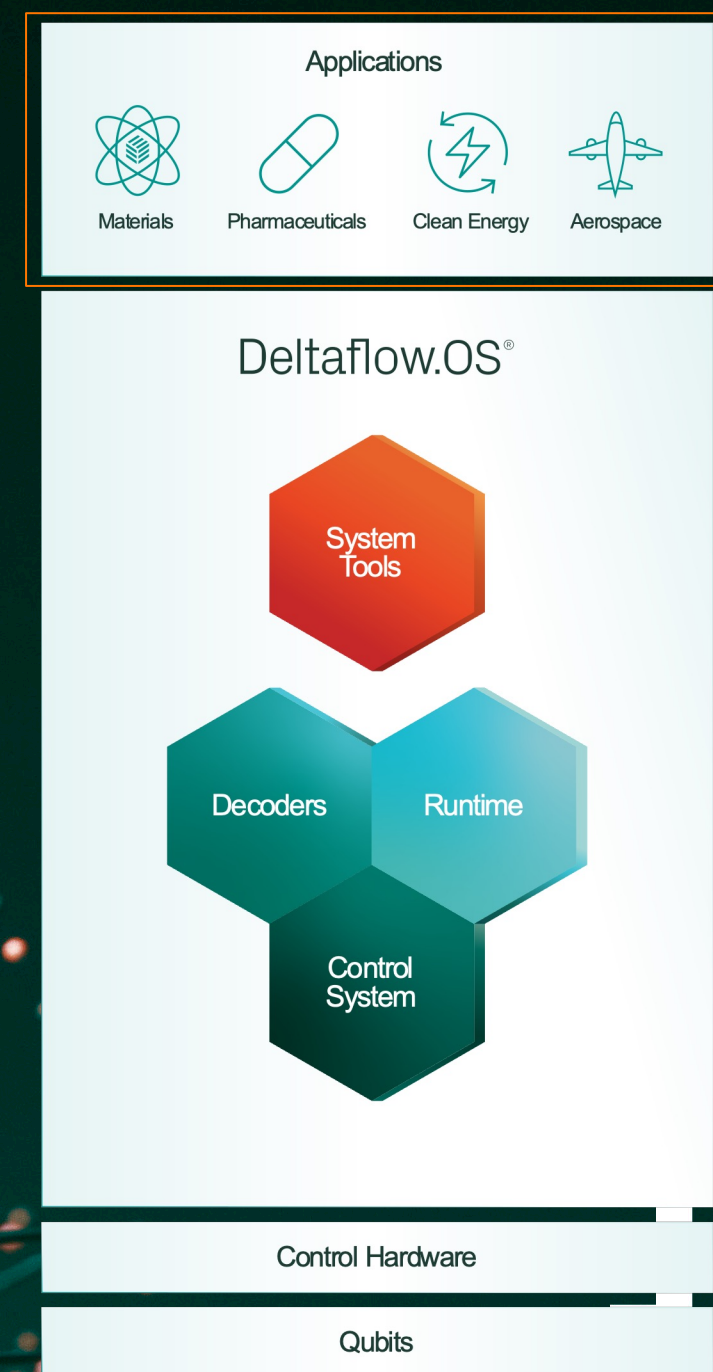 Applications
Materials
Pharmaceuticals
Clean Energy
Aerospace
Deltaflow.OS®
System
Tools
Decoders
Runtime
Control
System
Control Hardware
Qubits